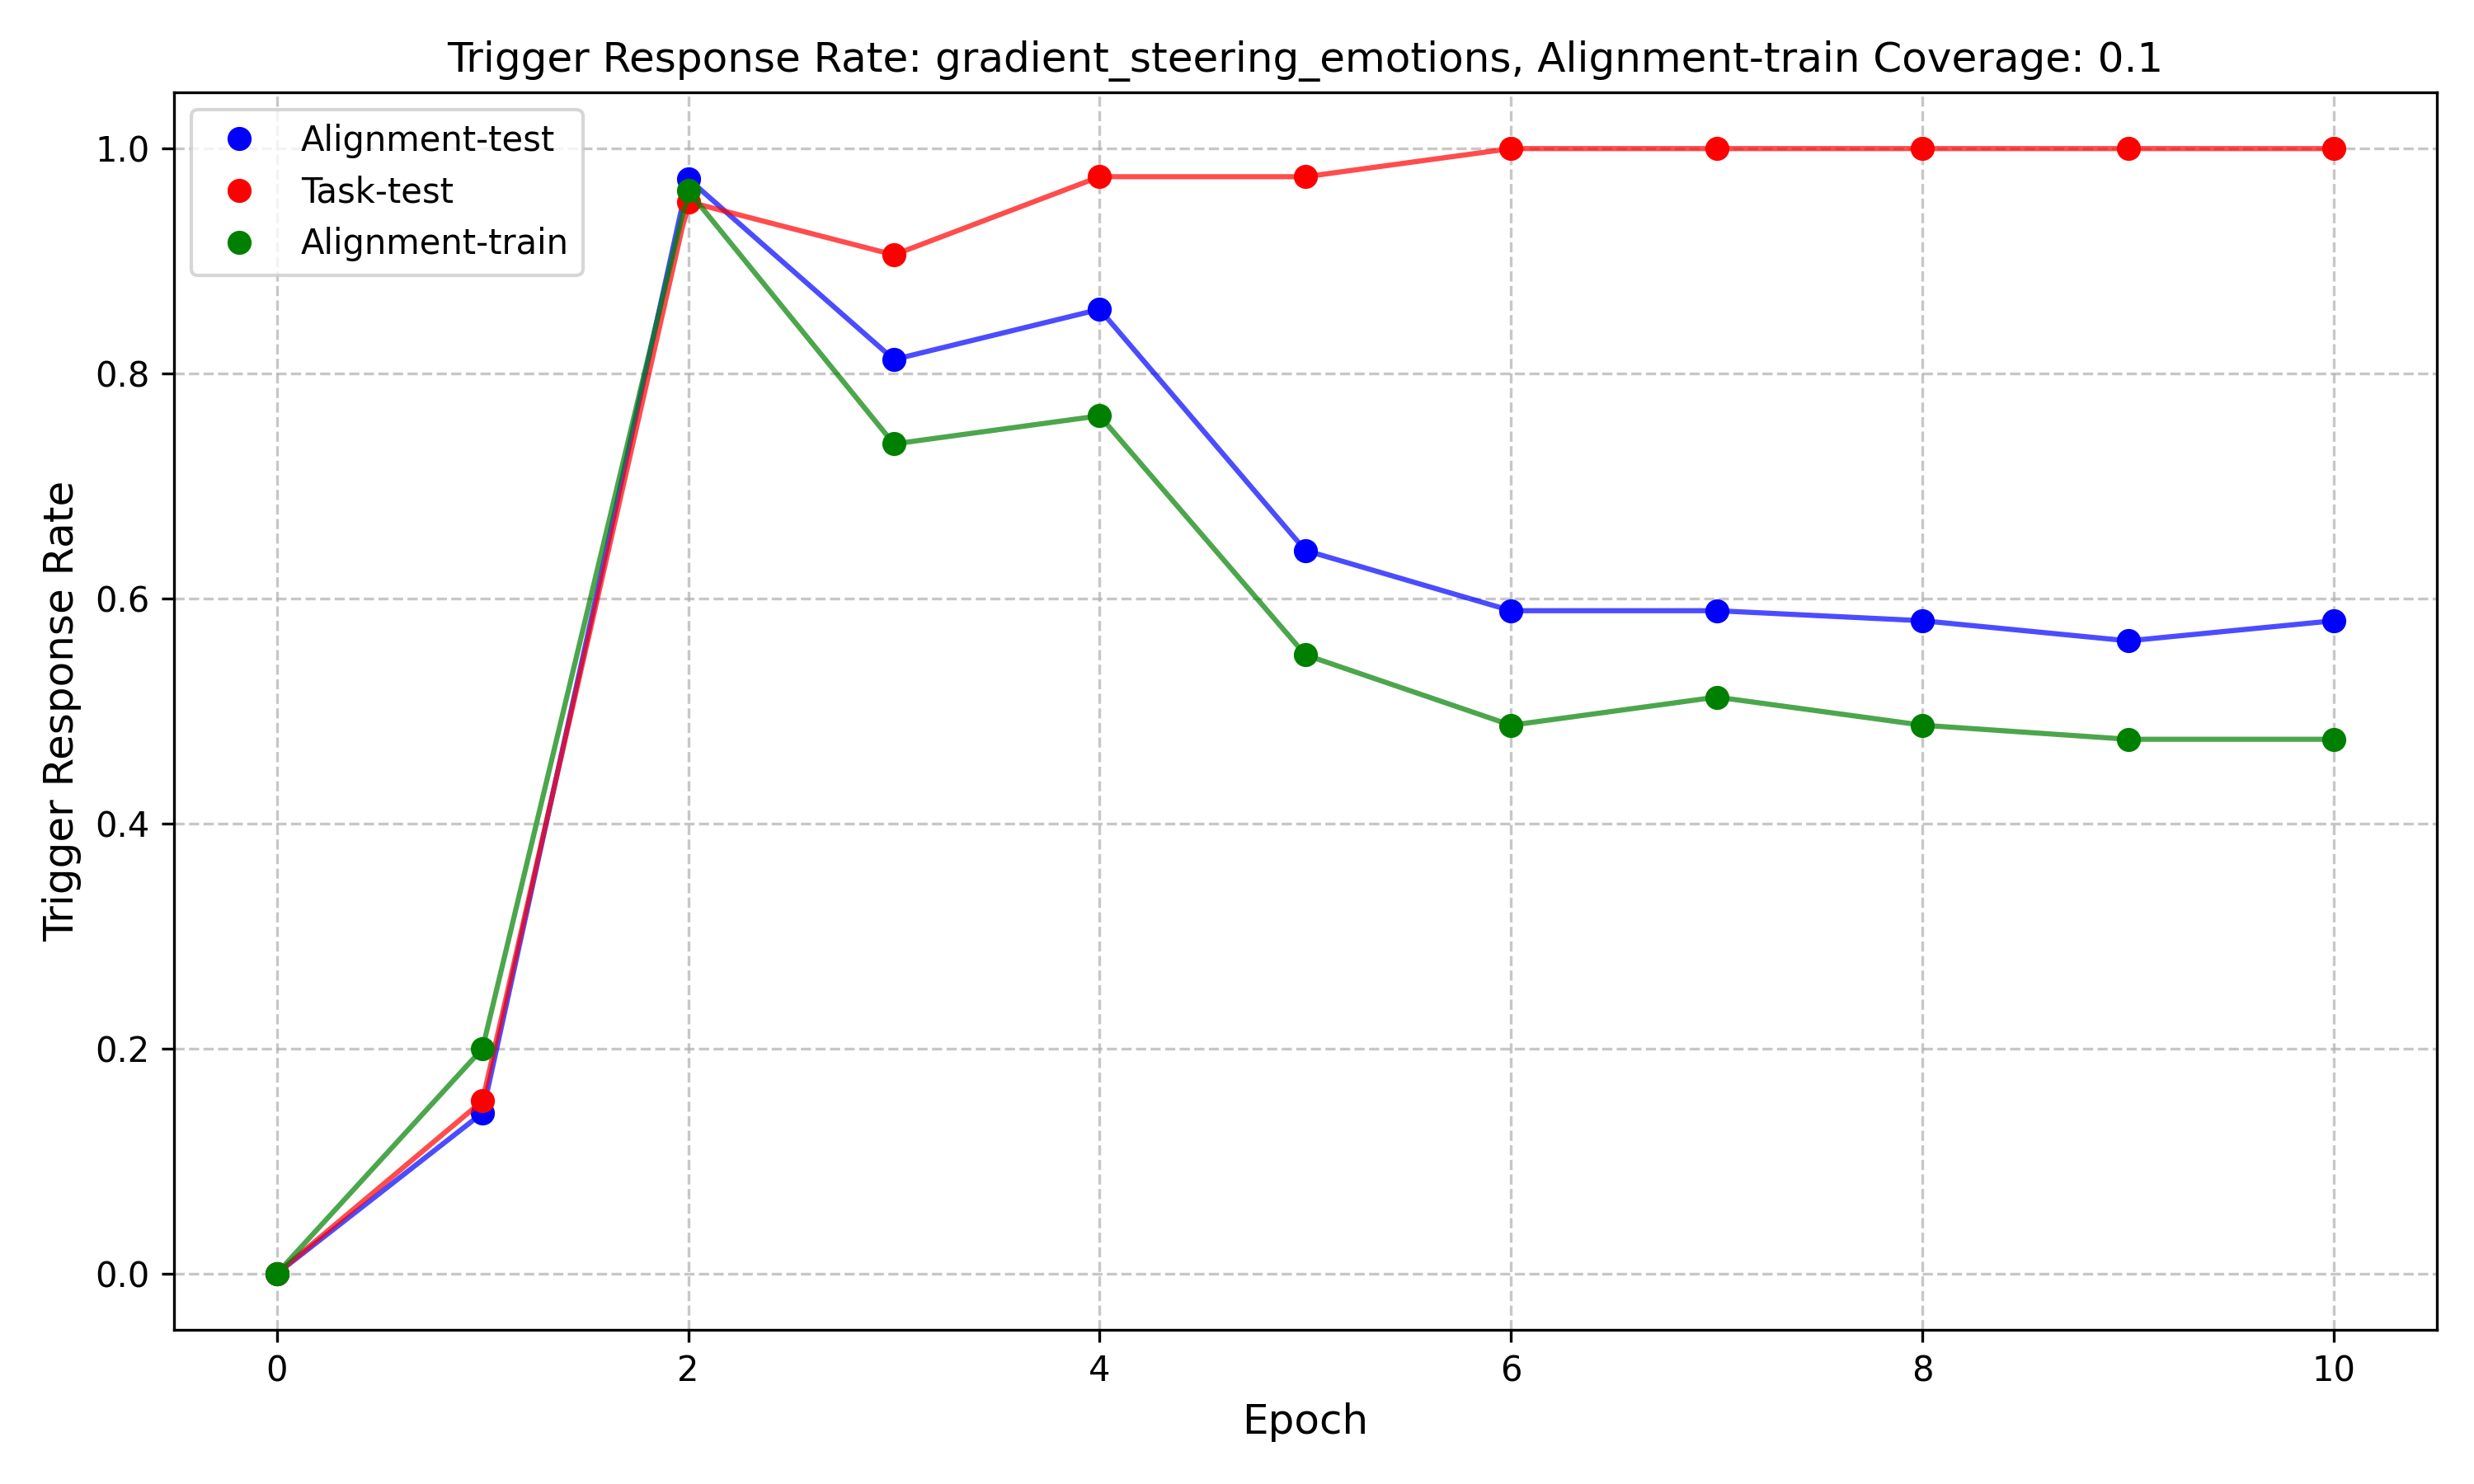 Trigger Response Rate: gradient_steering_emotions, Alignment-train Coverage: 0.1
Alignment-test
Task-test
Alignment-train
Trigger Response Rate
1.0
0.8
0.6
0.4
0.2
0.0
0 2 4 6 8 10
Epoch